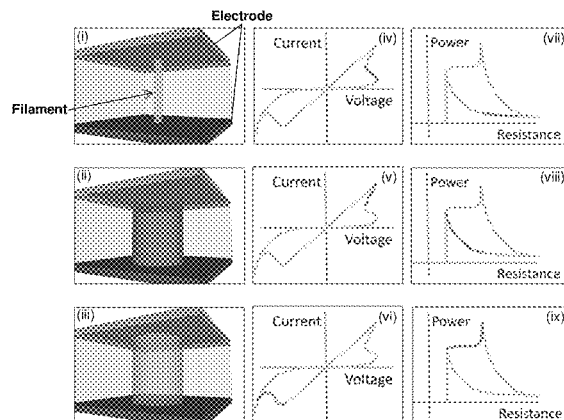 Electrode
(i)
Filament
Current
(iv)
Voltage
Power
(vii)
Resistance
(ii)
Current
(v)
Voltage
Power
(viii)
Resistance
(iii)
Current
(vi)
Voltage
Power
(ix)
Resistance